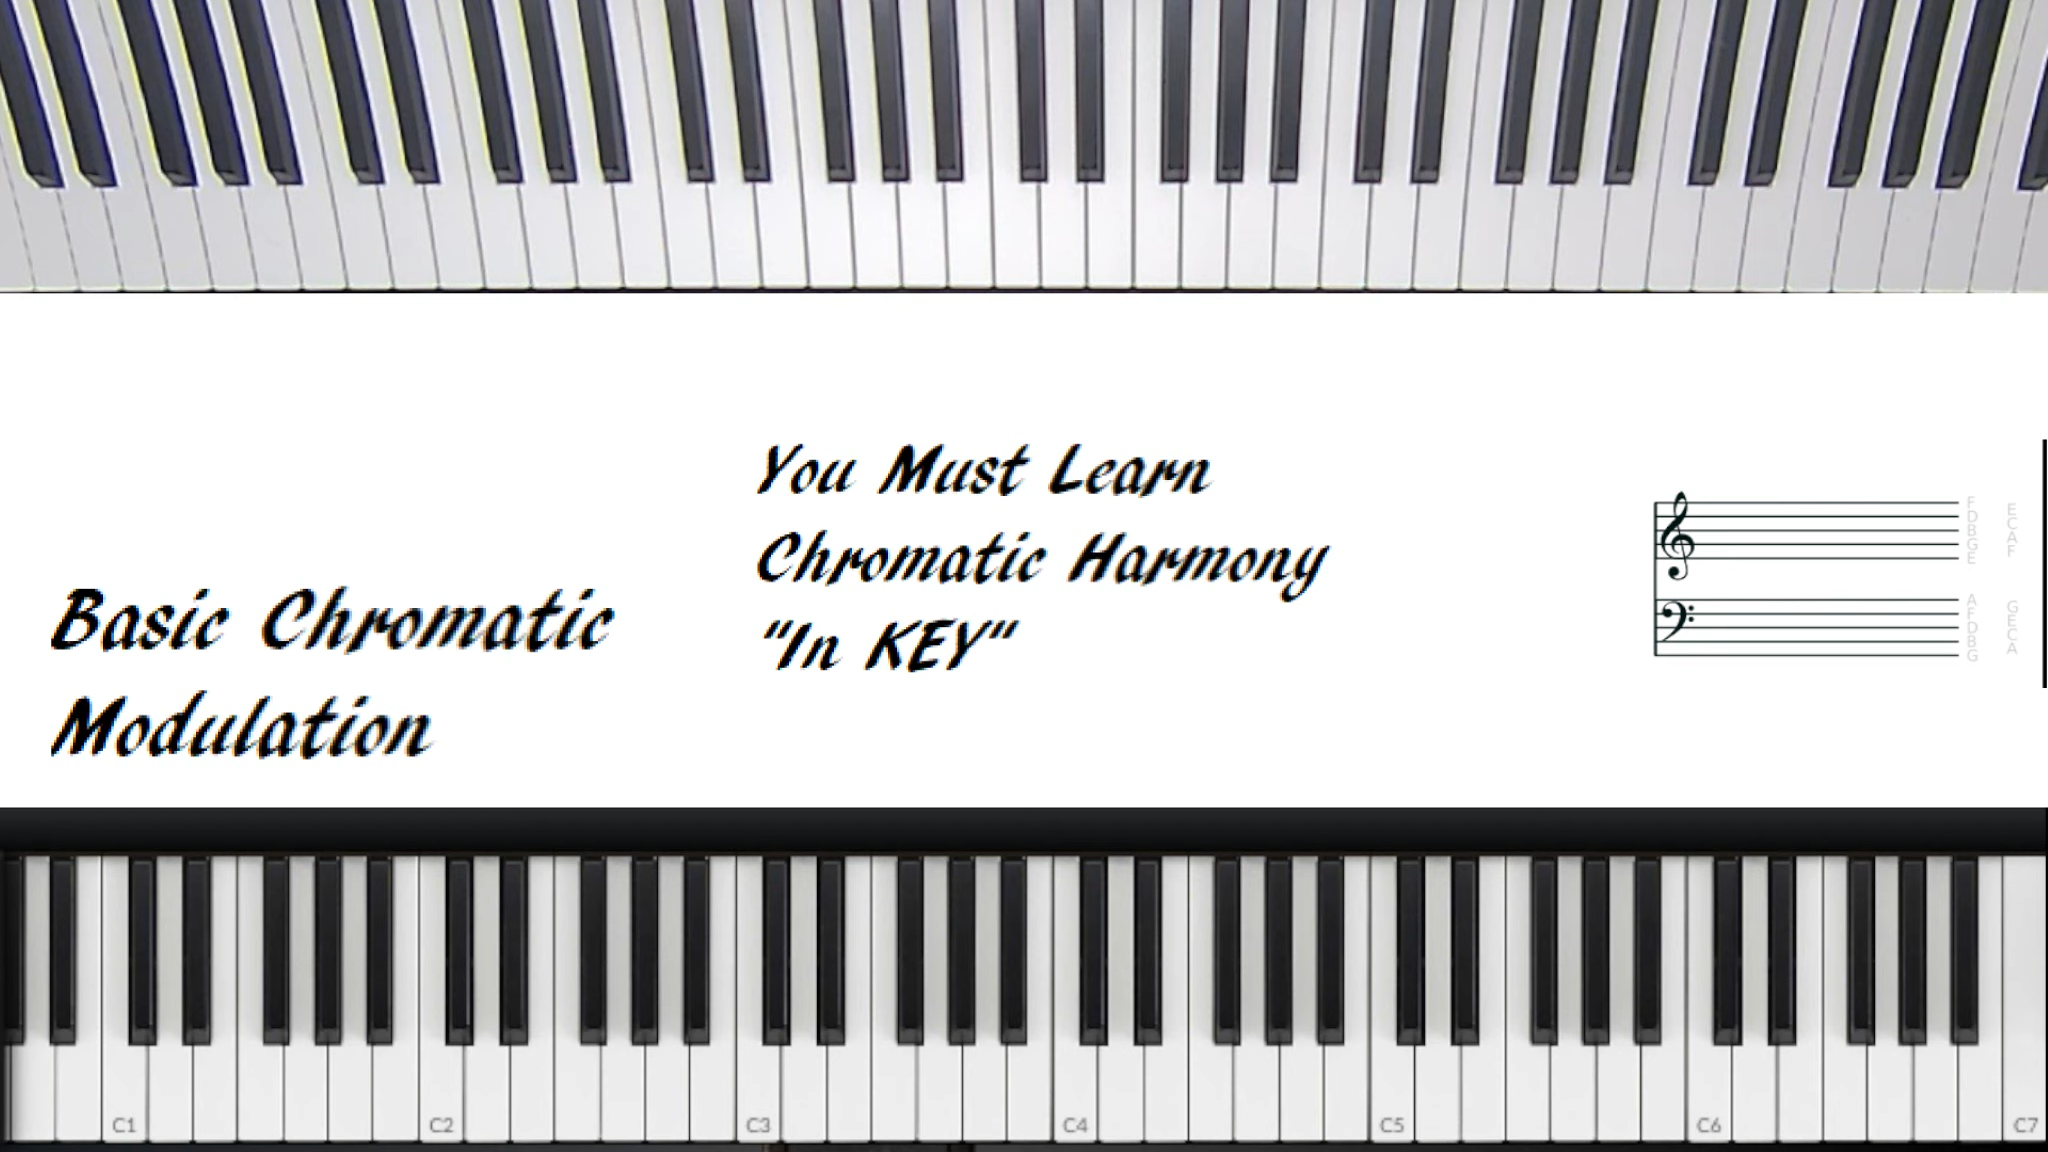 You Must Learn
Chromatic Harmony
"In KEY"
Basic Chromatic
Modulation
F
D
B
G
E
E
C
A
F
A
F
D
B
G
G
E
C
A
C1 C2 C3 C4 C5 C6 C7